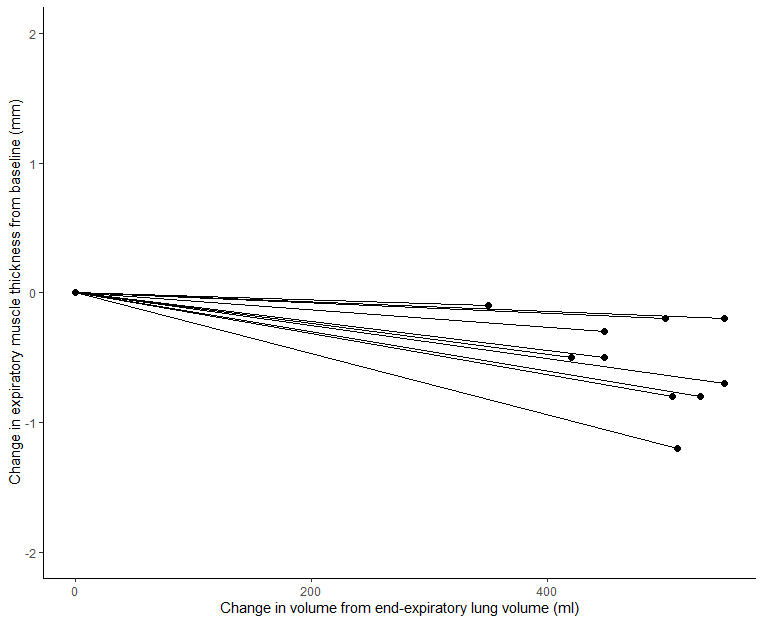 Change in expiratory muscle thickness from baseline (mm)
2
1
0
-1
-2
0 200 400
Change in volume from end-expiratory lung volume (ml)